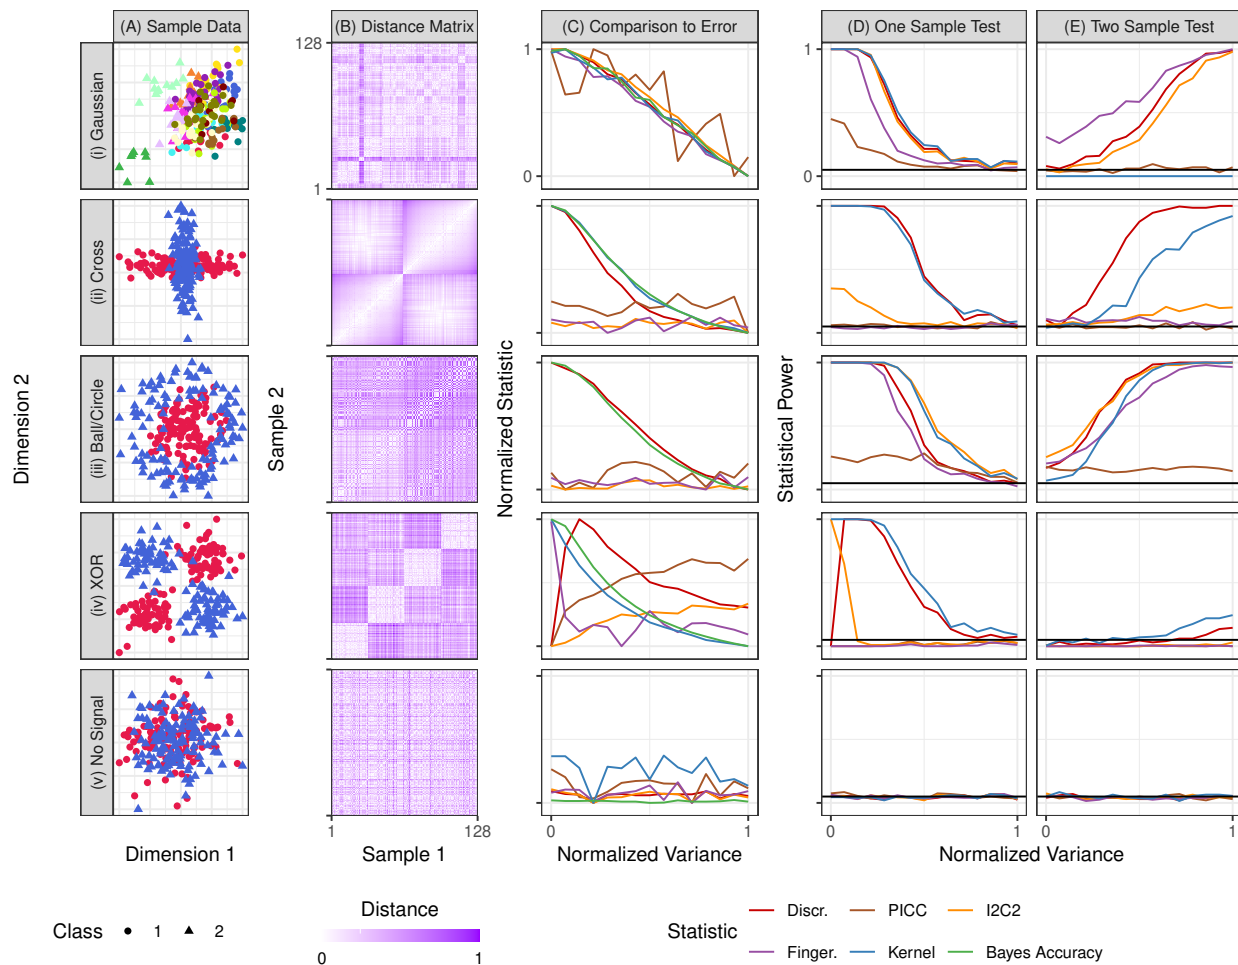 (A) Sample Data
(B) Distance Matrix
(C) Comparison to Error
(D) One Sample Test
(E) Two Sample Test
(i) Gaussian
(ii) Cross
(iii) Ball/Circle
(iv) XOR
(v) No Signal
Dimension 2
Dimension 1
128
1
Sample 2
1
128
Sample 1
1
0
Normalized Statistic
0
1
Normalized Variance
1
0
Statistical Power
0
1
0
1
Normalized Variance
Class
1
2
Distance
0
1
Statistic
Discr.
PICC
I2C2
Finger.
Kernel
Bayes Accuracy